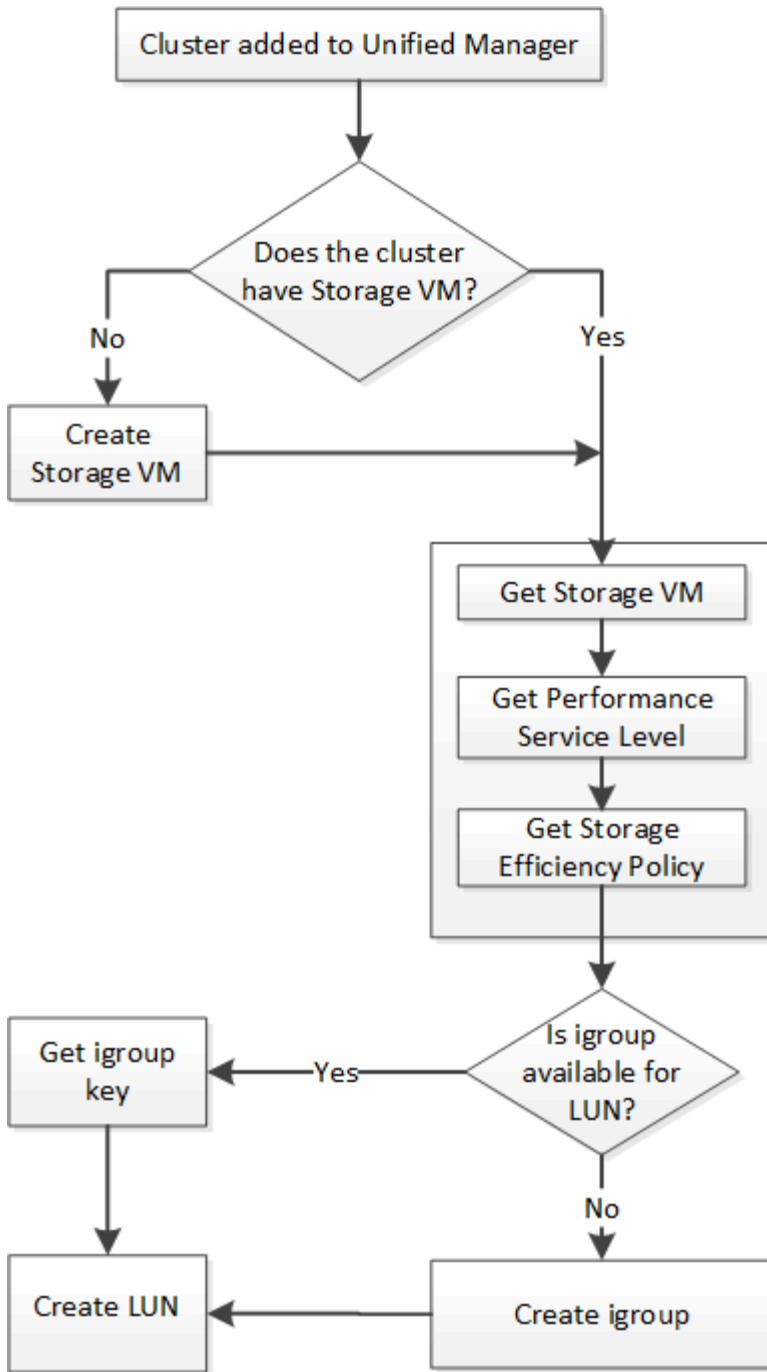 Cluster added to Unified Manager
Does the cluster
have Storage VM?
No
Yes
Create
Storage VM
Get Storage VM
Get Performance
Service Level
Get Storage
Efficiency Policy
Is igroup
available for
LUN?
Yes
Get igroup
key
No
Create LUN
Create igroup